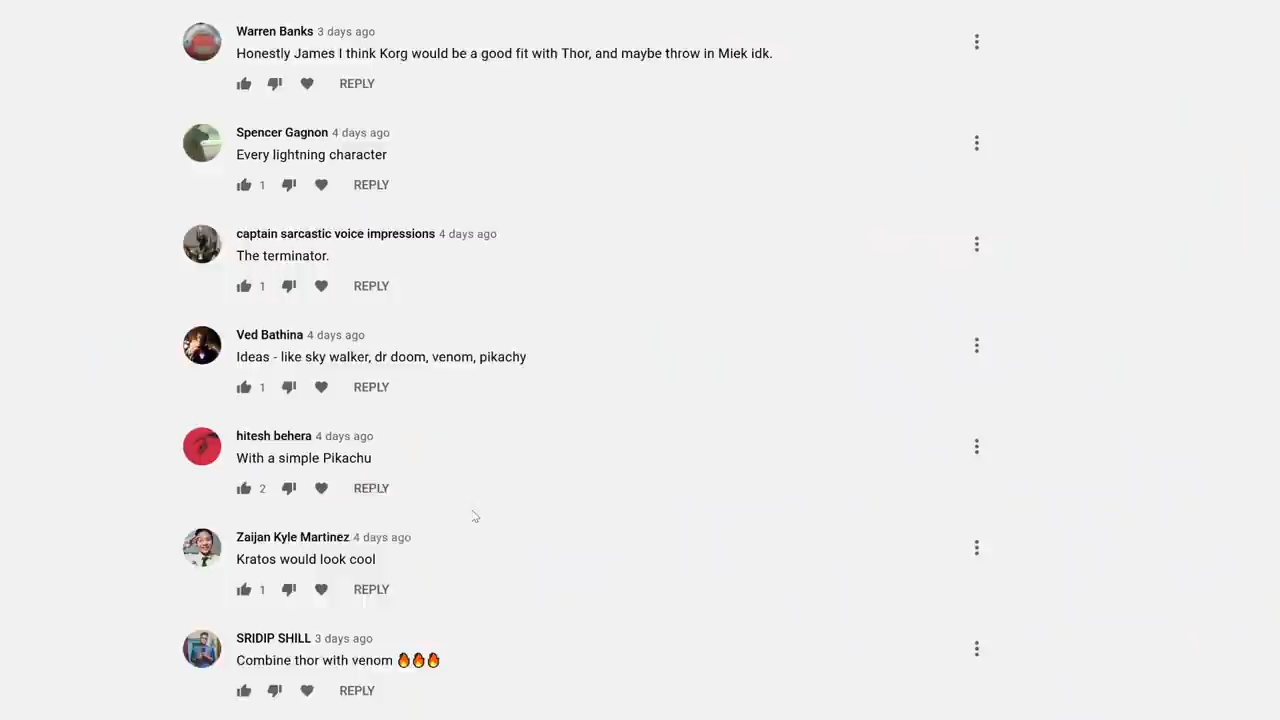 Warren Banks 3 days ago
Honestly James I think Korg would be a good fit with Thor, and maybe throw in Miek idk.
REPLY
Spencer Gagnon 4 days ago
Every lightning character
1 REPLY
captain sarcastic voice impressions 4 days ago
The terminator.
1 REPLY
Ved Bathina 4 days ago
Ideas - like sky walker, dr doom, venom, pikachy
1 REPLY
hitesh behera 4 days ago
With a simple Pikachu
2 REPLY
Zaijan Kyle Martinez 4 days ago
Kratos would look cool
1 REPLY
SRIDIP SHILL 3 days ago
Combine thor with venom 🔥🔥🔥
REPLY